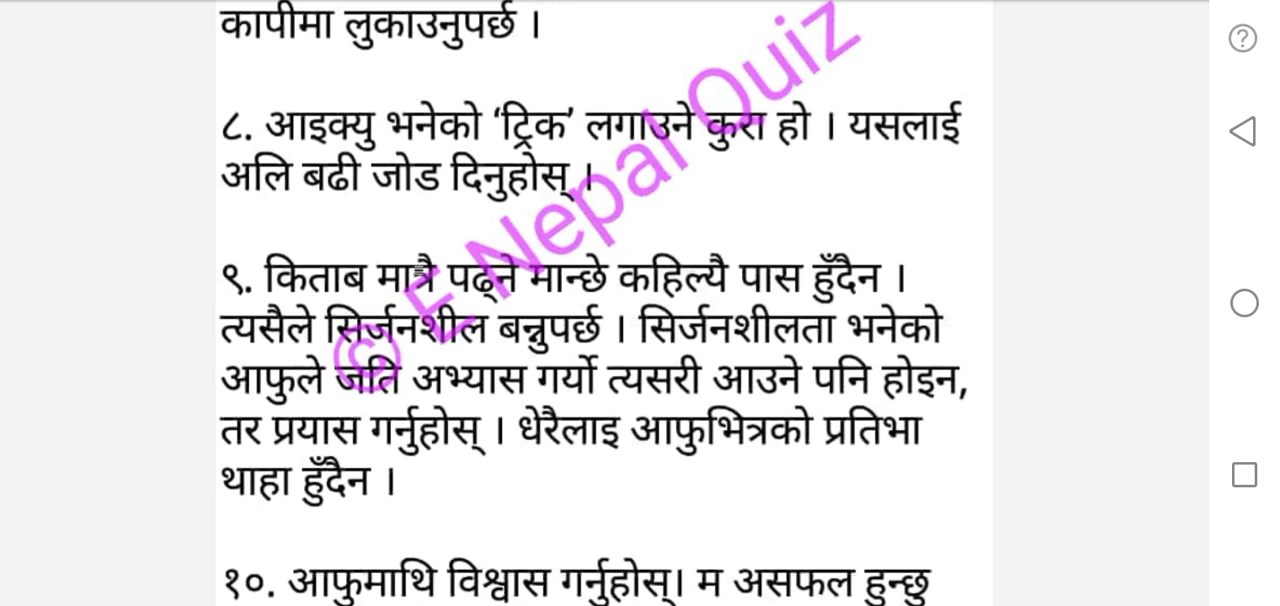 कापीमा लुकाउनुपर्छ ।
८. आइक्यु भनेको ‘ट्रिक’ लगाउने कुरा हो । यसलाई
अलि बढी जोड दिनुहोस् ।
९. किताब मात्रै पढ्ने मान्छे कहिल्यै पास हुँदैन ।
त्यसैले सिर्जनशील बन्नुपर्छ । सिर्जनशीलता भनेको
आफुले जति अभ्यास गर्यो त्यसरी आउने पनि होइन,
तर प्रयास गर्नुहोस् । धेरैलाइ आफुभित्रको प्रतिभा
थाहा हुँदैन ।
१०. आफुमाथि विश्वास गर्नुहोस्। म असफल हुन्छु
© E Nepal Quiz